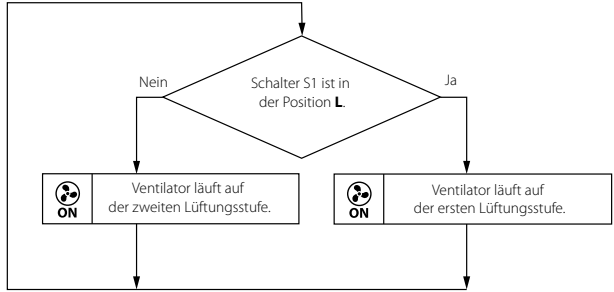 Nein
Schalter S1 ist in
der Position L.
Ja
ON
Ventilator läuft auf
der zweiten Lüftungsstufe.
ON
Ventilator läuft auf
der ersten Lüftungsstufe.